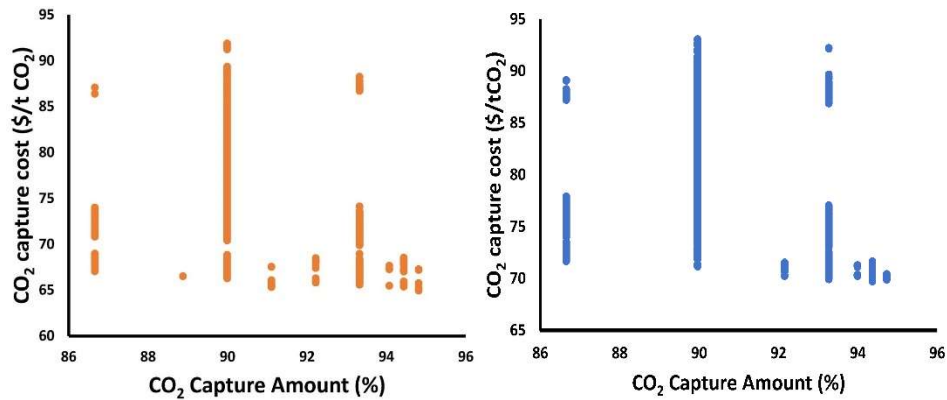 95
90
85
80
75
70
65
60
86 88 90 92 94 96
CO₂ capture cost ($/t CO₂)
CO₂ Capture Amount (%)
95
90
85
80
75
70
65
86 88 90 92 94 96
CO₂ capture cost ($/tCO₂)
CO₂ Capture Amount (%)